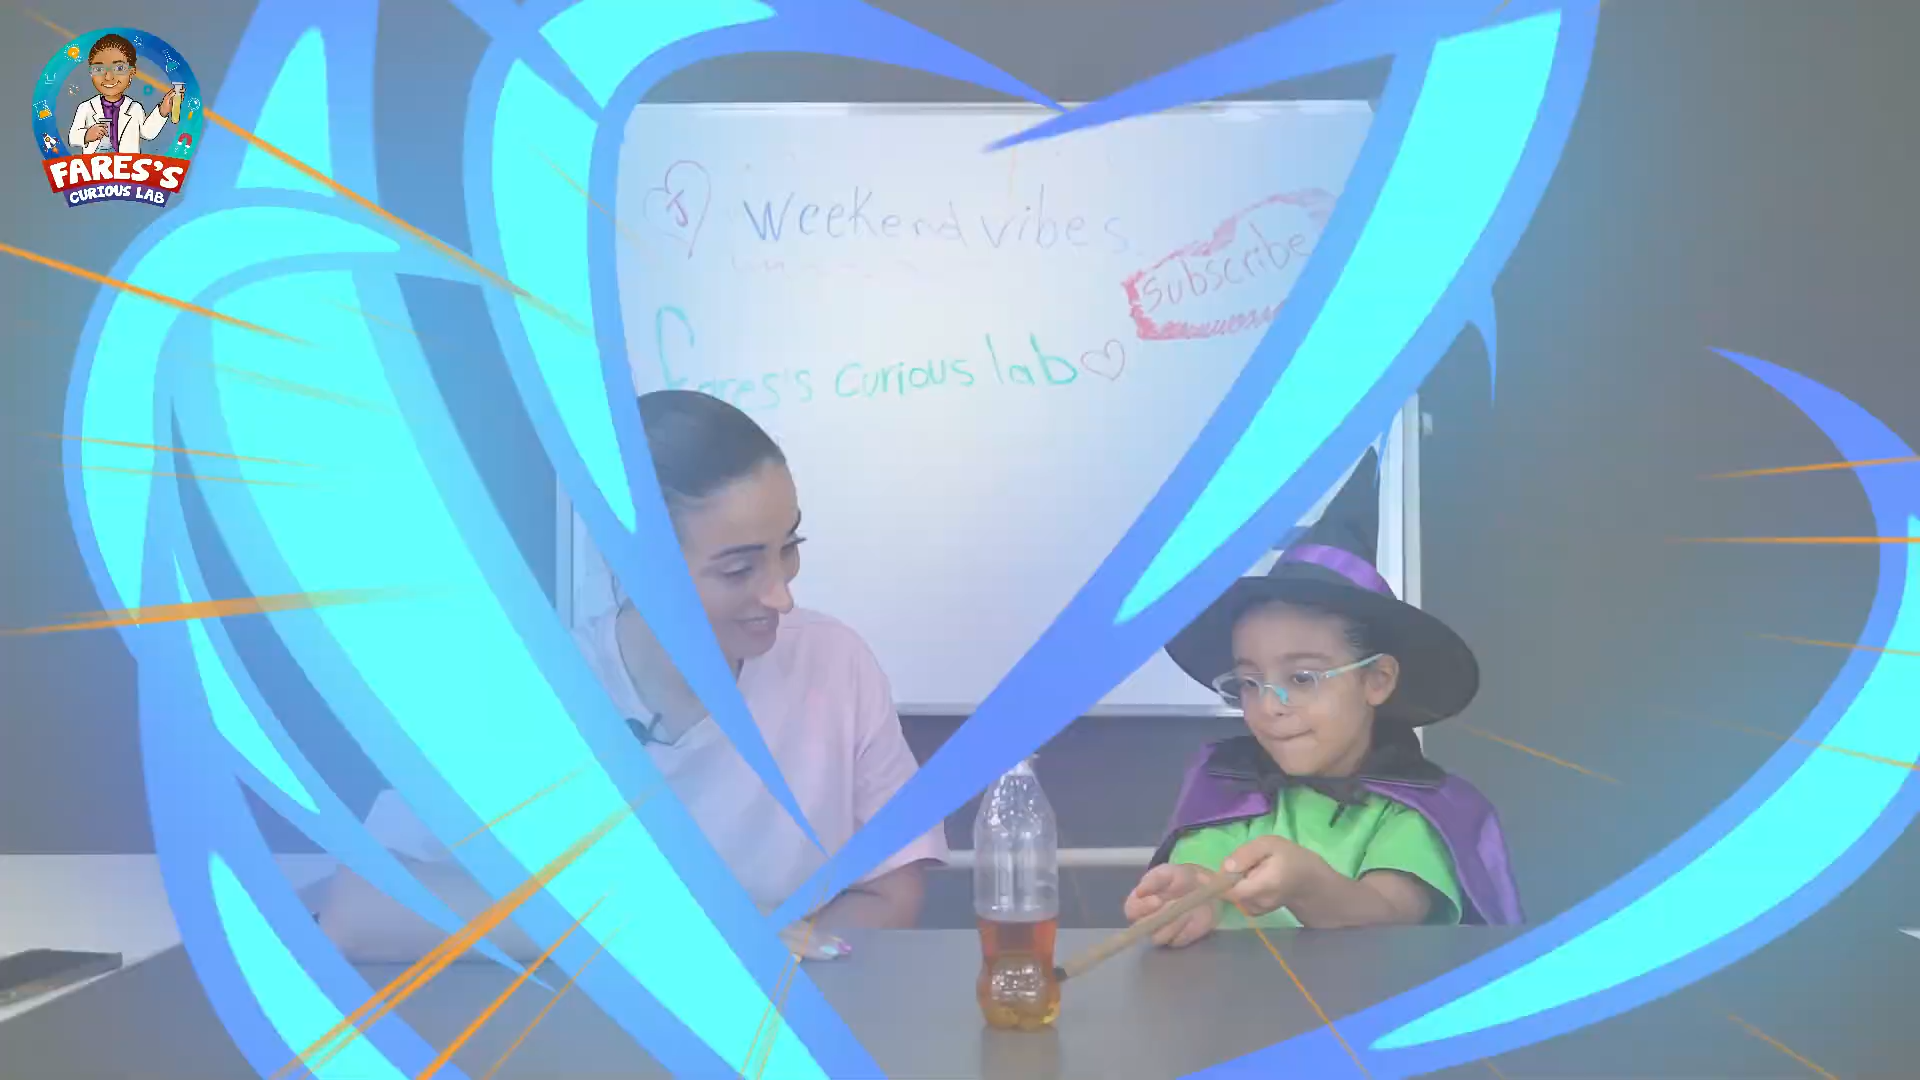 FARES'S
CURIOUS LAB
J
Weekend vibes
Subscribe
Fares's curious lab